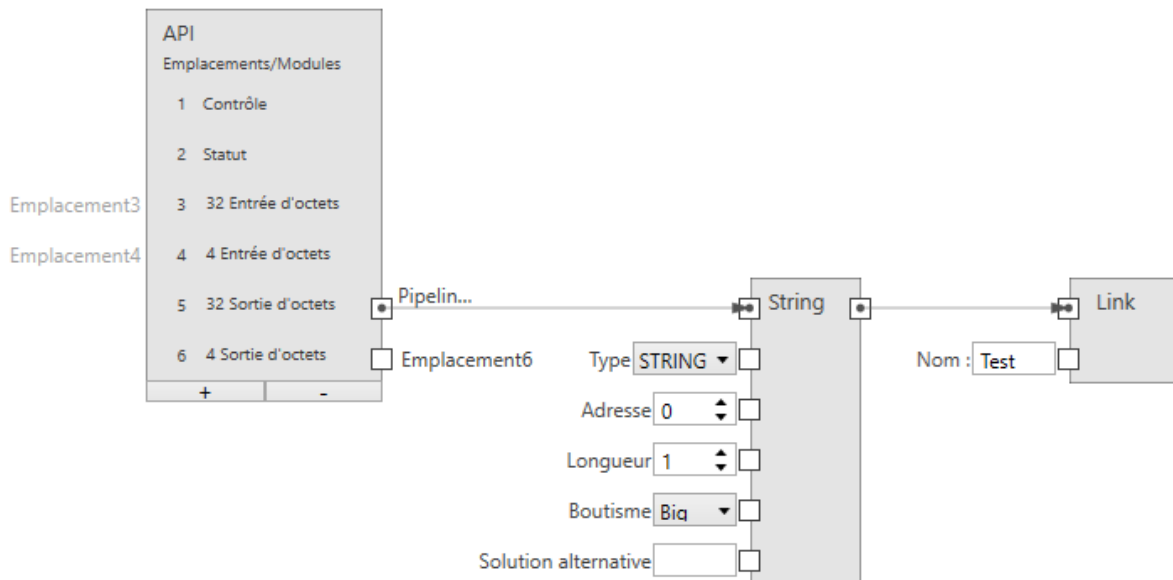 API
Emplacements/Modules
1 Contrôle
2 Statut
Emplacement3 3 32 Entrée d'octets
Emplacement4 4 4 Entrée d'octets
5 32 Sortie d'octets Pipelin... String Link
6 4 Sortie d'octets Emplacement6 Type STRING Nom : Test
+ -
Adresse 0
Longueur 1
Boutisme Big
Solution alternative